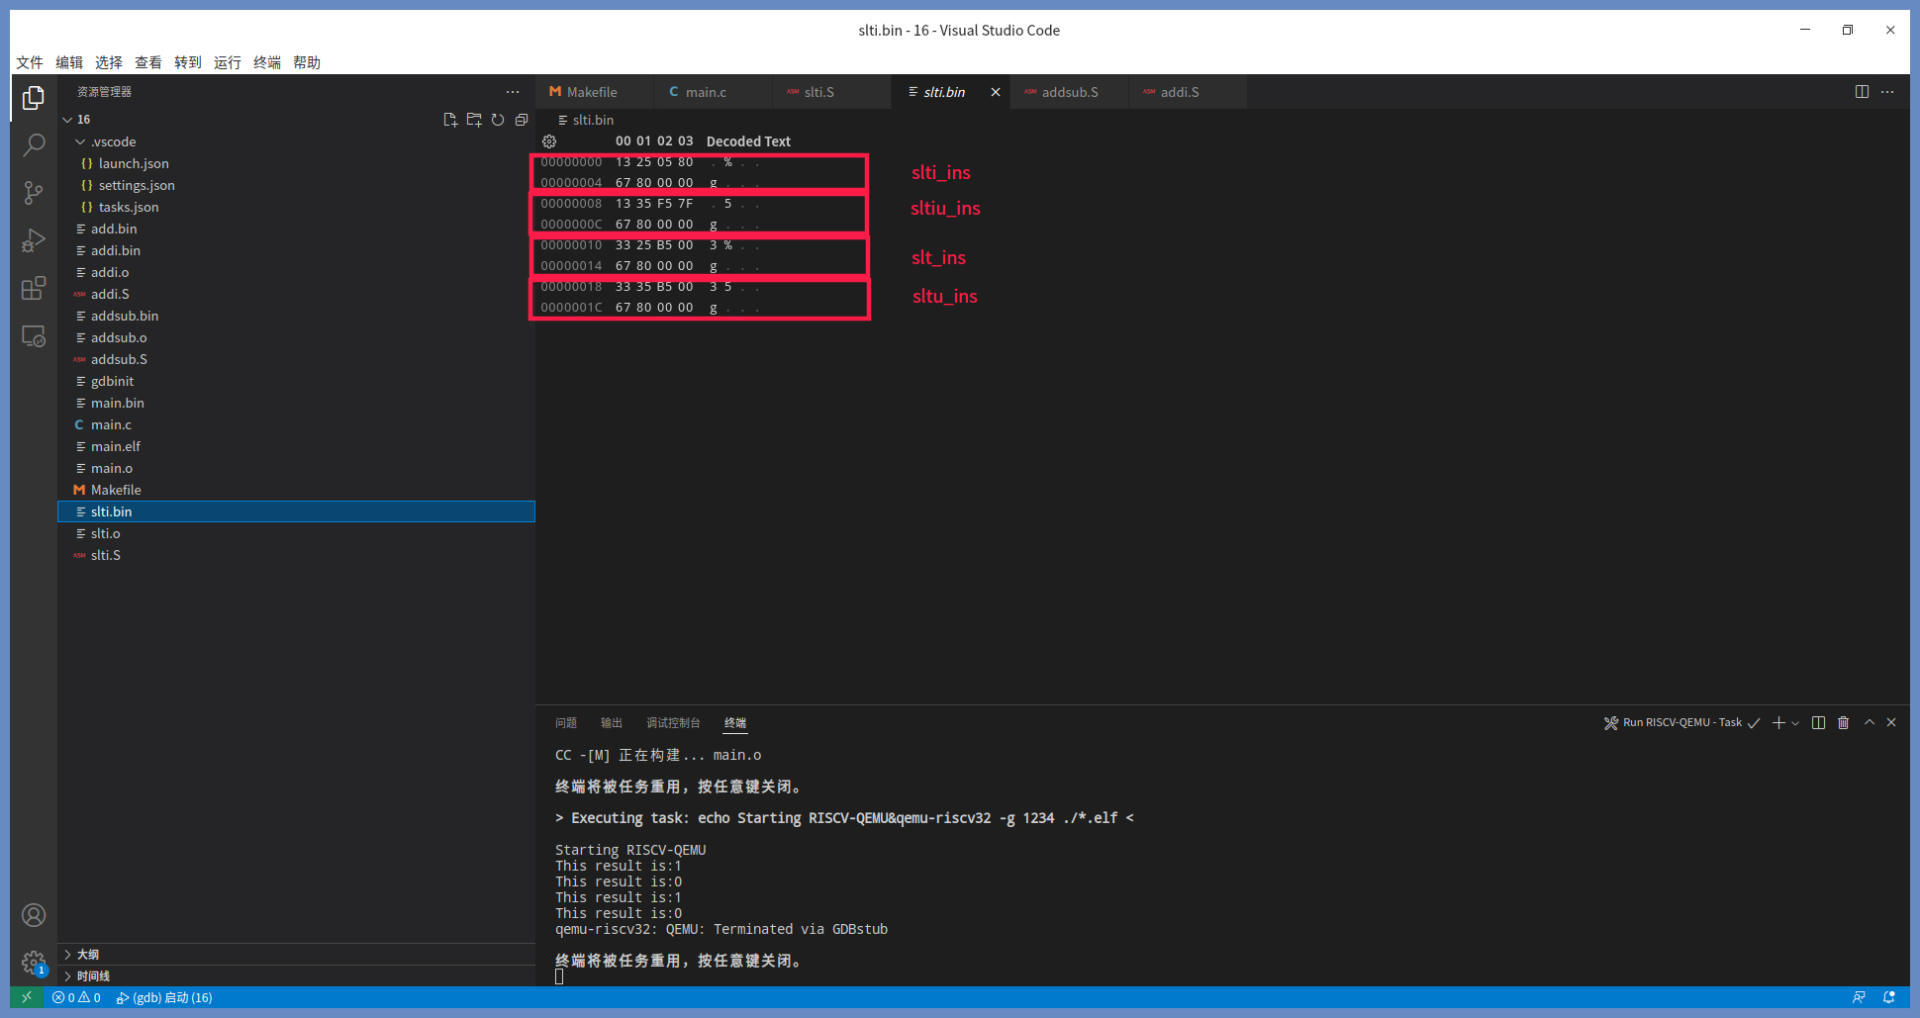 slti.bin - 16 - Visual Studio Code
文件 编辑 选择 查看 转到 运行 终端 帮助
资源管理器
16
.vscode
{} launch.json
{} settings.json
{} tasks.json
add.bin
addi.bin
addi.o
ASM addi.S
addsub.bin
addsub.o
ASM addsub.S
gdbinit
main.bin
C main.c
main.elf
main.o
M Makefile
slti.bin
slti.o
ASM slti.S
大纲
时间线
M Makefile
C main.c
ASM slti.S
slti.bin
ASM addsub.S
ASM addi.S
slti.bin
00 01 02 03 Decoded Text
00000000 13 25 05 80 . % . .
00000004 67 80 00 00 g . . .
00000008 13 35 F5 7F . 5 . .
0000000C 67 80 00 00 g . . .
00000010 33 25 B5 00 3 % . .
00000014 67 80 00 00 g . . .
00000018 33 35 B5 00 3 5 . .
0000001C 67 80 00 00 g . . .
slti_ins
sltiu_ins
slt_ins
sltu_ins
问题 输出 调试控制台 终端
Run RISCV-QEMU - Task
CC -[M] 正在构建... main.o
终端将被任务重用，按任意键关闭。
> Executing task: echo Starting RISCV-QEMU&qemu-riscv32 -g 1234 ./*.elf <
Starting RISCV-QEMU
This result is:1
This result is:0
This result is:1
This result is:0
qemu-riscv32: QEMU: Terminated via GDBstub
终端将被任务重用，按任意键关闭。
1
0 0 (gdb) 启动 (16)